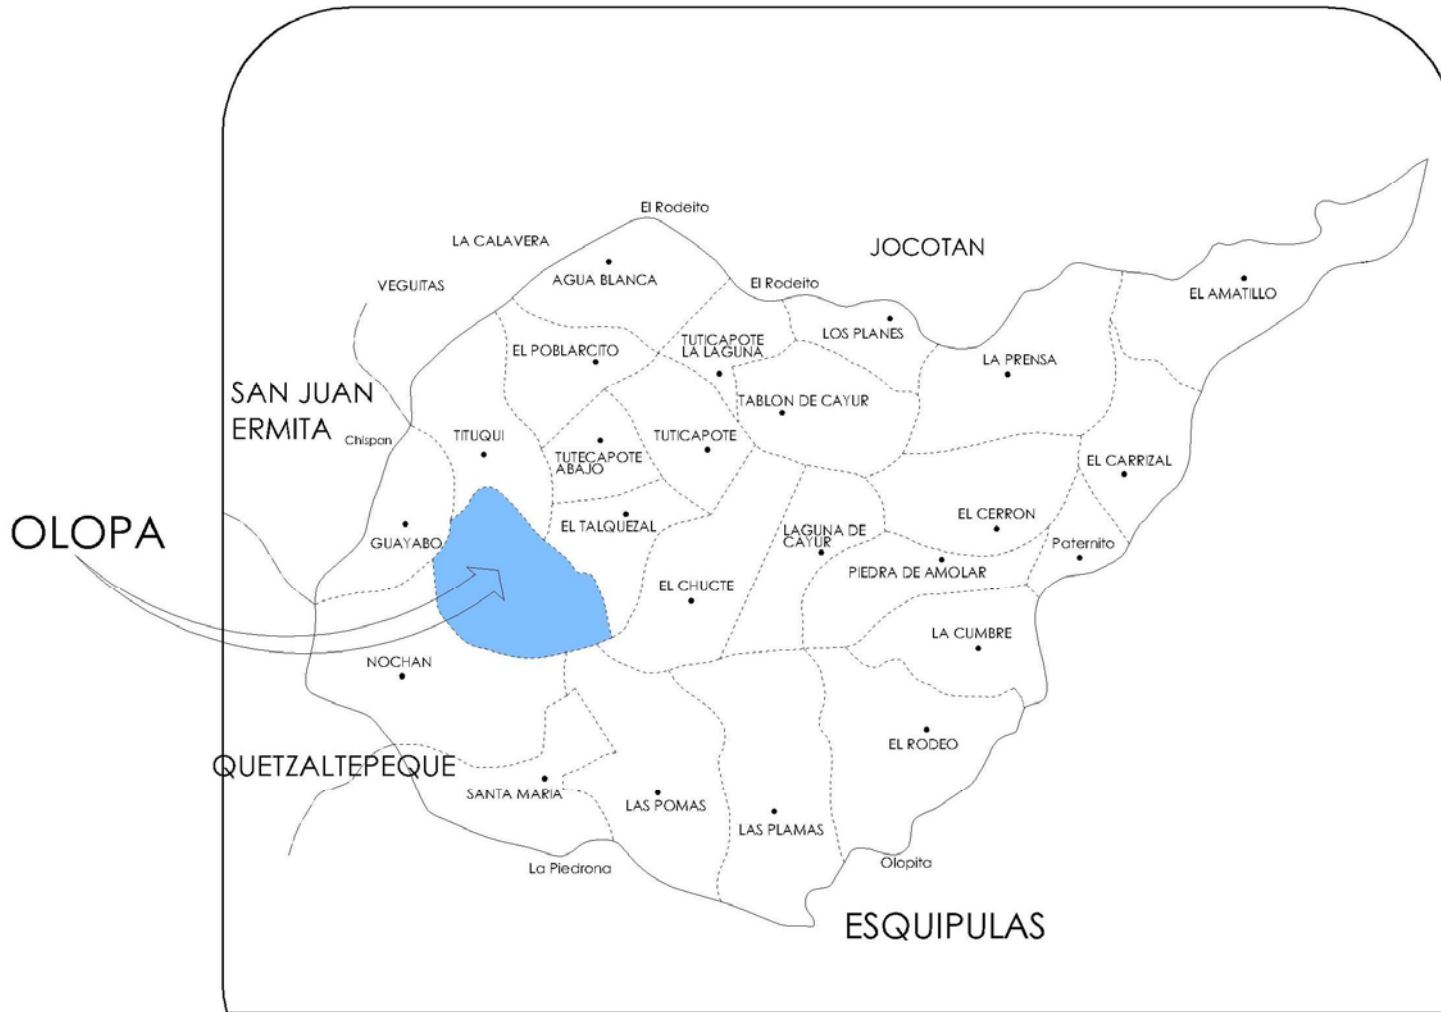 El Rodeito
LA CALAVERA
JOCOTAN
AGUA BLANCA
El Rodeito
VEGUITAS
EL AMATILLO
LOS PLANES
TUTICAPOTE
LA LAGUNA
EL POBLARCITO
LA PRENSA
SAN JUAN
ERMITA
TABLON DE CAYUR
Chispan
TITUQUI
TUTICAPOTE
TUTECAPOTE
ABAJO
EL CARRIZAL
OLOPA
GUAYABO
EL TALQUEZAL
LAGUNA DE
CAYUR
EL CERRON
Paternito
PIEDRA DE AMOLAR
EL CHUCTE
LA CUMBRE
NOCHAN
EL RODEO
QUETZALTEPEQUE
SANTA MARIA
LAS POMAS
LAS PLAMAS
La Piedrona
Olopita
ESQUIPULAS